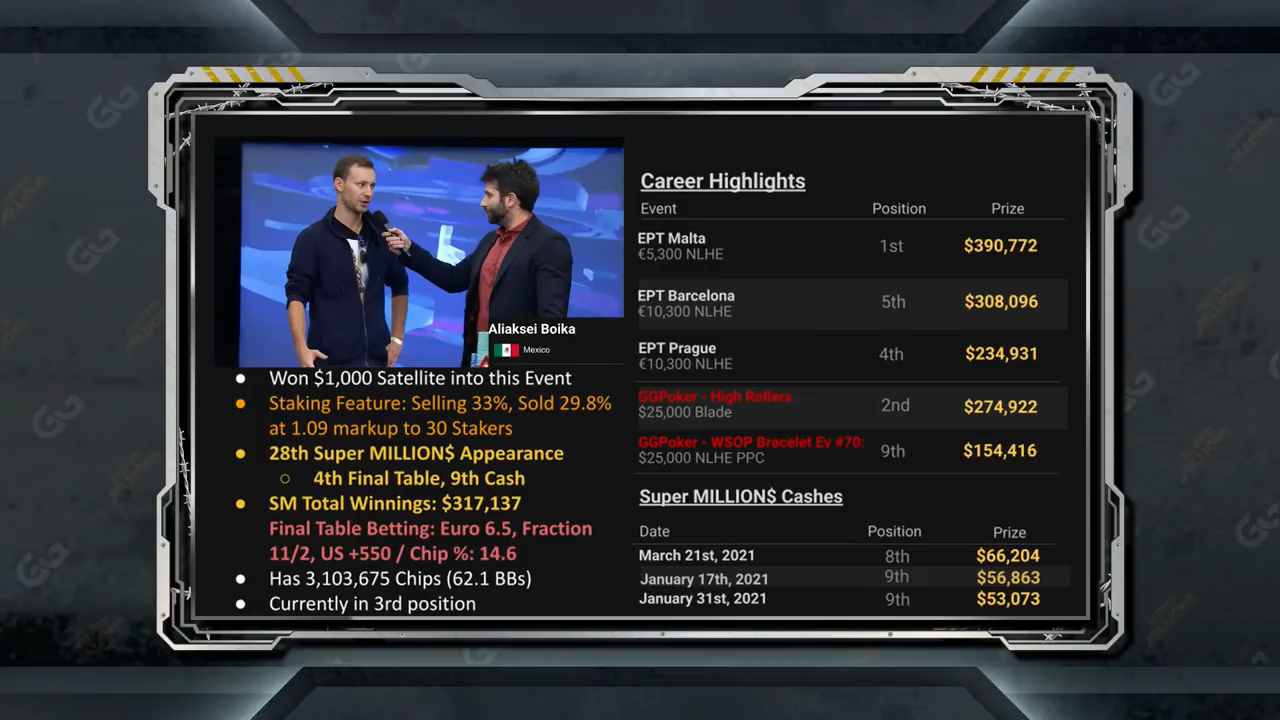 Aliaksei Boika
Mexico
Won $1,000 Satellite into this Event
Staking Feature: Selling 33%, Sold 29.8%
at 1.09 markup to 30 Stakers
28th Super MILLION$ Appearance
4th Final Table, 9th Cash
SM Total Winnings: $317,137
Final Table Betting: Euro 6.5, Fraction
11/2, US +550 / Chip %: 14.6
Has 3,103,675 Chips (62.1 BBs)
Currently in 3rd position
Career Highlights
Event Position Prize
EPT Malta
€5,300 NLHE
1st $390,772
EPT Barcelona
€10,300 NLHE
5th $308,096
EPT Prague
€10,300 NLHE
4th $234,931
GGPoker - High Rollers
$25,000 Blade
2nd $274,922
GGPoker - WSOP Bracelet Ev #70:
$25,000 NLHE PPC
9th $154,416
Super MILLION$ Cashes
Date Position Prize
March 21st, 2021 8th $66,204
January 17th, 2021 9th $56,863
January 31st, 2021 9th $53,073